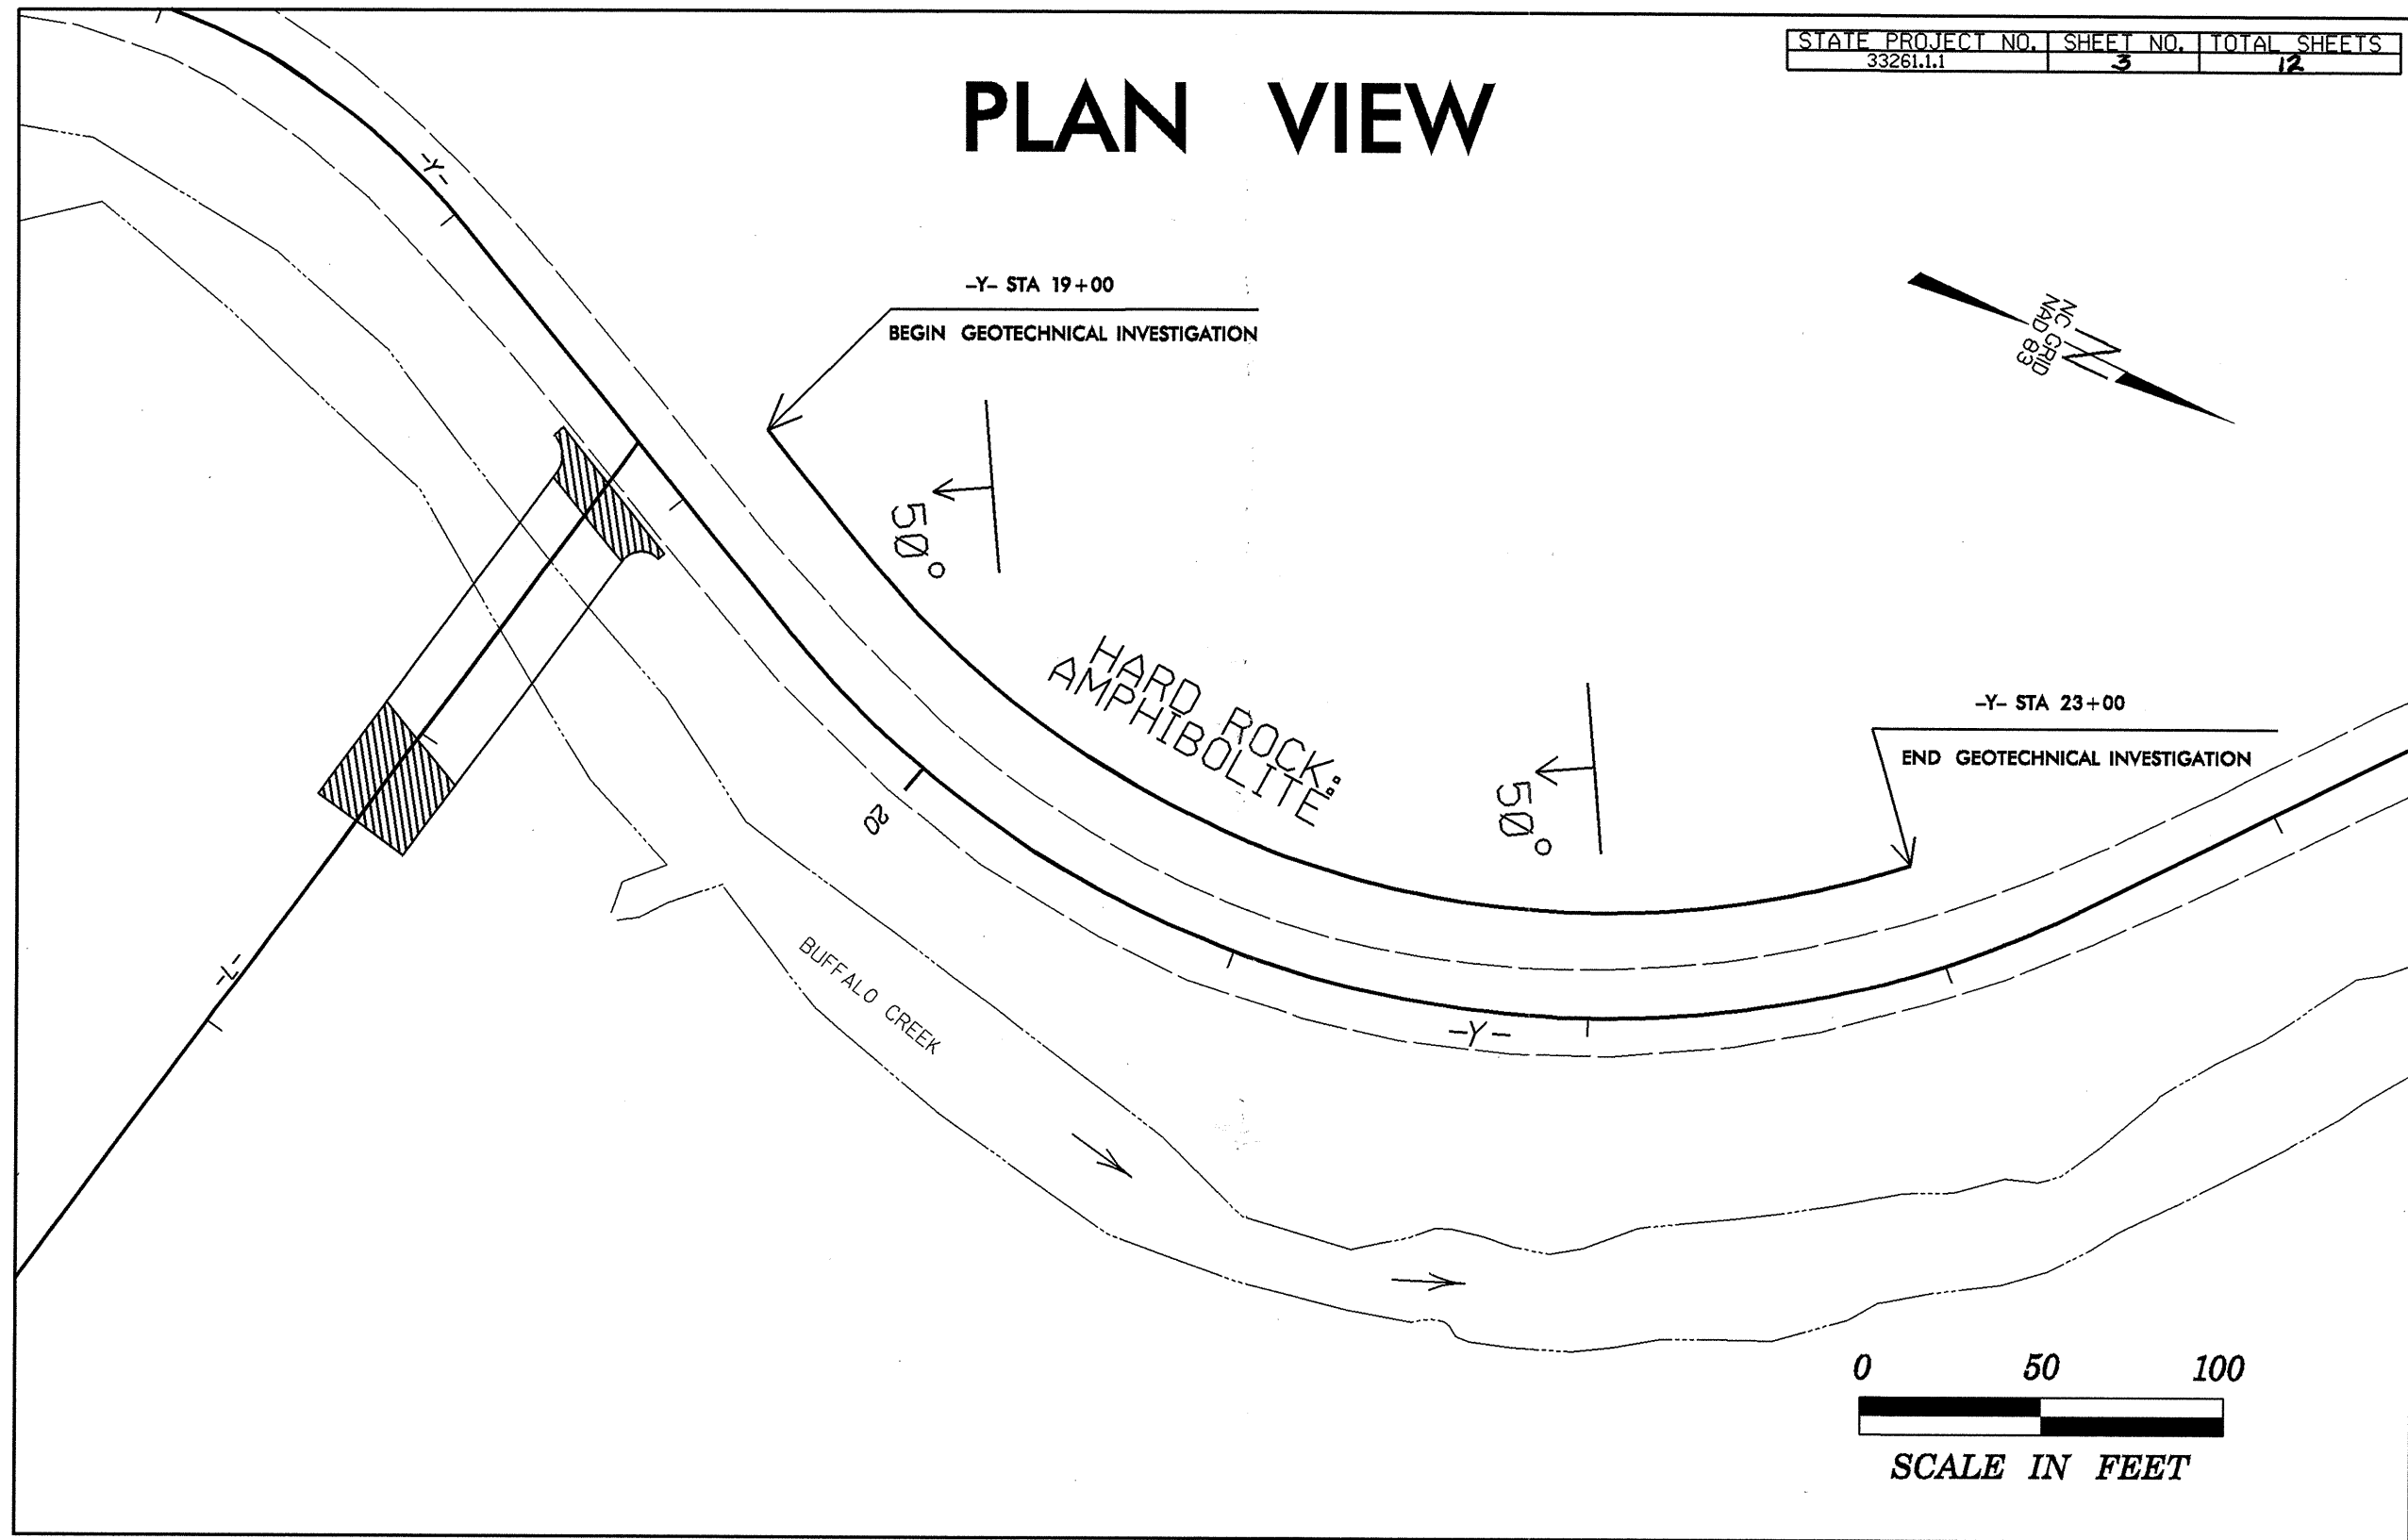 STATE PROJECT NO. SHEET NO. TOTAL SHEETS
33261.1.1 3 12
PLAN VIEW
-Y-
-Y- STA 19+00
BEGIN GEOTECHNICAL INVESTIGATION
NC GRID
NAD 83
N
50°
HARD ROCK:
AMPHIBOLITE:
50°
-Y- STA 23+00
END GEOTECHNICAL INVESTIGATION
20
BUFFALO CREEK
-L-
-Y-
0 50 100
SCALE IN FEET